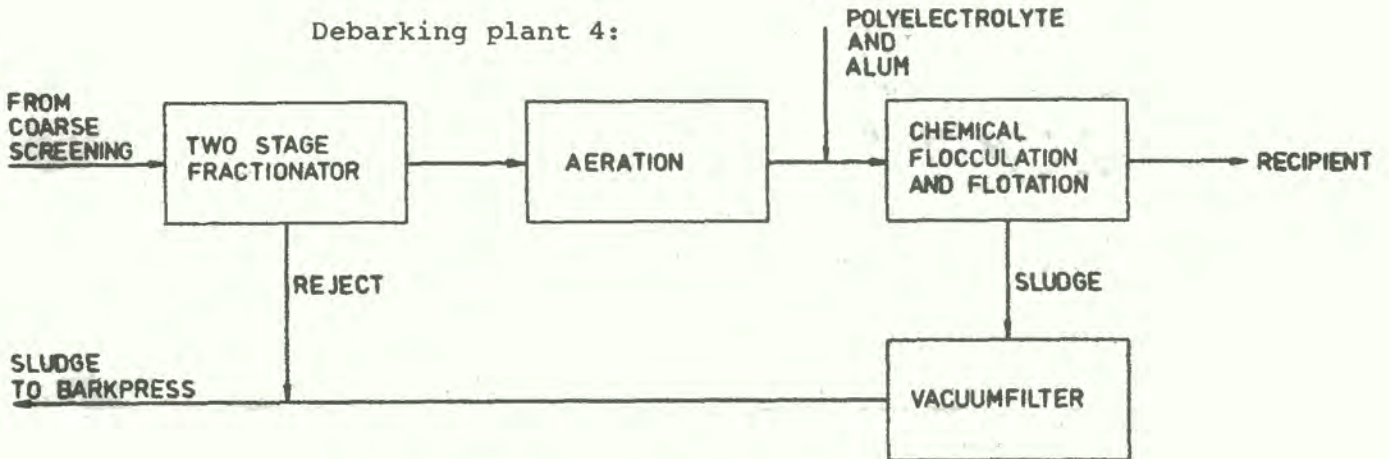 Debarking plant 4:
POLYELECTROLYTE
AND
ALUM
FROM
COARSE
SCREENING
TWO STAGE
FRACTIONATOR
AERATION
CHEMICAL
FLOCCULATION
AND FLOTATION
RECIPIENT
REJECT
SLUDGE
SLUDGE
TO BARKPRESS
VACUUMFILTER